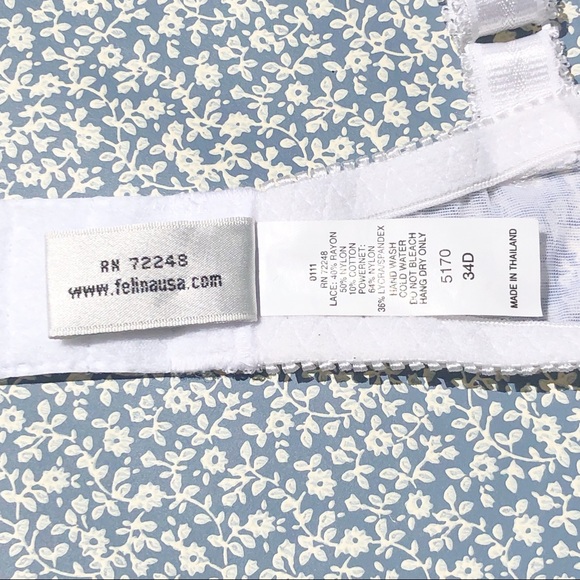 RN 72248
www.felinausa.com
01111
RN 72248
LACE: 40% RAYON
50% NYLON
10% COTTON
POWERNET:
64% NYLON
36% LYCRA/SPANDEX
HAND WASH
COLD WATER
DO NOT BLEACH
HANG DRY ONLY
5170
34D
MADE IN THAILAND